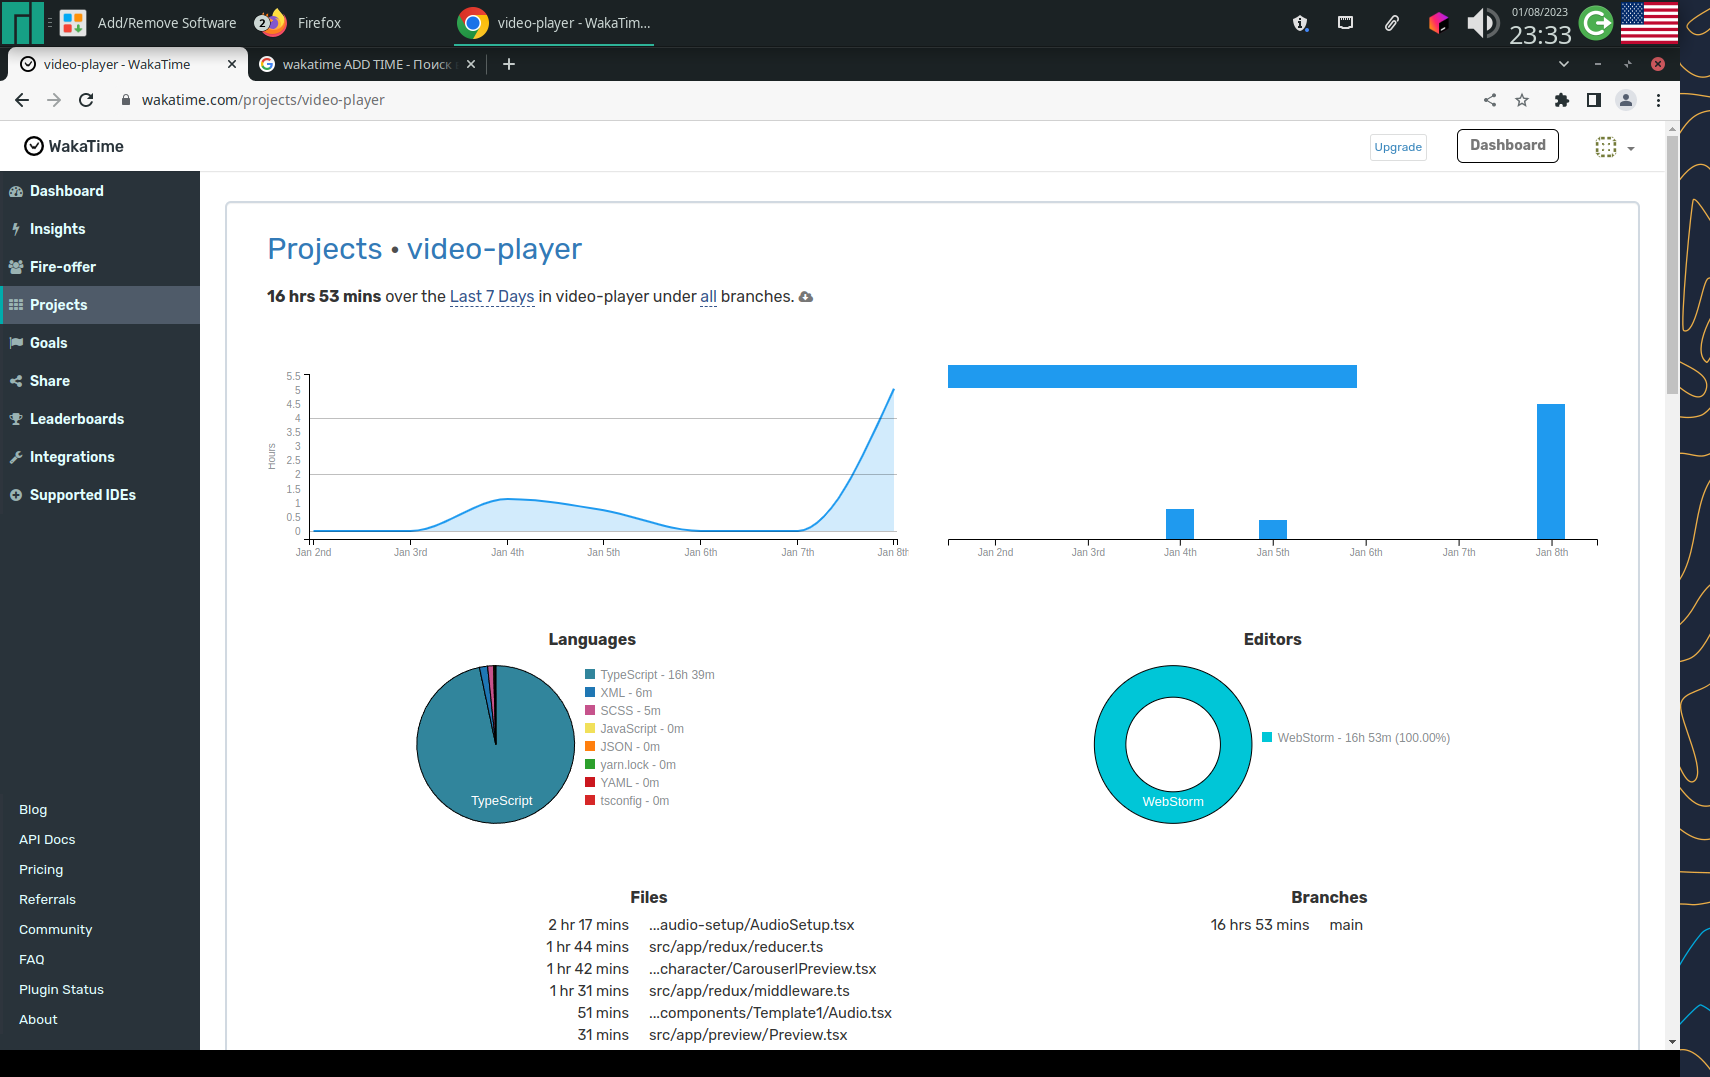 Add/Remove Software
2
Firefox
video-player - WakaTim...
01/08/2023
23:33
video-player - WakaTime
wakatime ADD TIME - Поиск
wakatime.com/projects/video-player
WakaTime
Upgrade
Dashboard
Dashboard
Insights
Fire-offer
Projects
Goals
Share
Leaderboards
Integrations
Supported IDEs
Blog
API Docs
Pricing
Referrals
Community
FAQ
Plugin Status
About
Projects • video-player
16 hrs 53 mins over the Last 7 Days in video-player under all branches.
Hours
5.5
5
4.5
4
3.5
3
2.5
2
1.5
1
0.5
0
Jan 2nd
Jan 3rd
Jan 4th
Jan 5th
Jan 6th
Jan 7th
Jan 8th
Jan 2nd
Jan 3rd
Jan 4th
Jan 5th
Jan 6th
Jan 7th
Jan 8th
Languages
TypeScript
TypeScript - 16h 39m
XML - 6m
SCSS - 5m
JavaScript - 0m
JSON - 0m
yarn.lock - 0m
YAML - 0m
tsconfig - 0m
Editors
WebStorm
WebStorm - 16h 53m (100.00%)
Files
2 hr 17 mins ...audio-setup/AudioSetup.tsx
1 hr 44 mins src/app/redux/reducer.ts
1 hr 42 mins ...character/CarouserlPreview.tsx
1 hr 31 mins src/app/redux/middleware.ts
51 mins ...components/Template1/Audio.tsx
31 mins src/app/preview/Preview.tsx
Branches
16 hrs 53 mins main